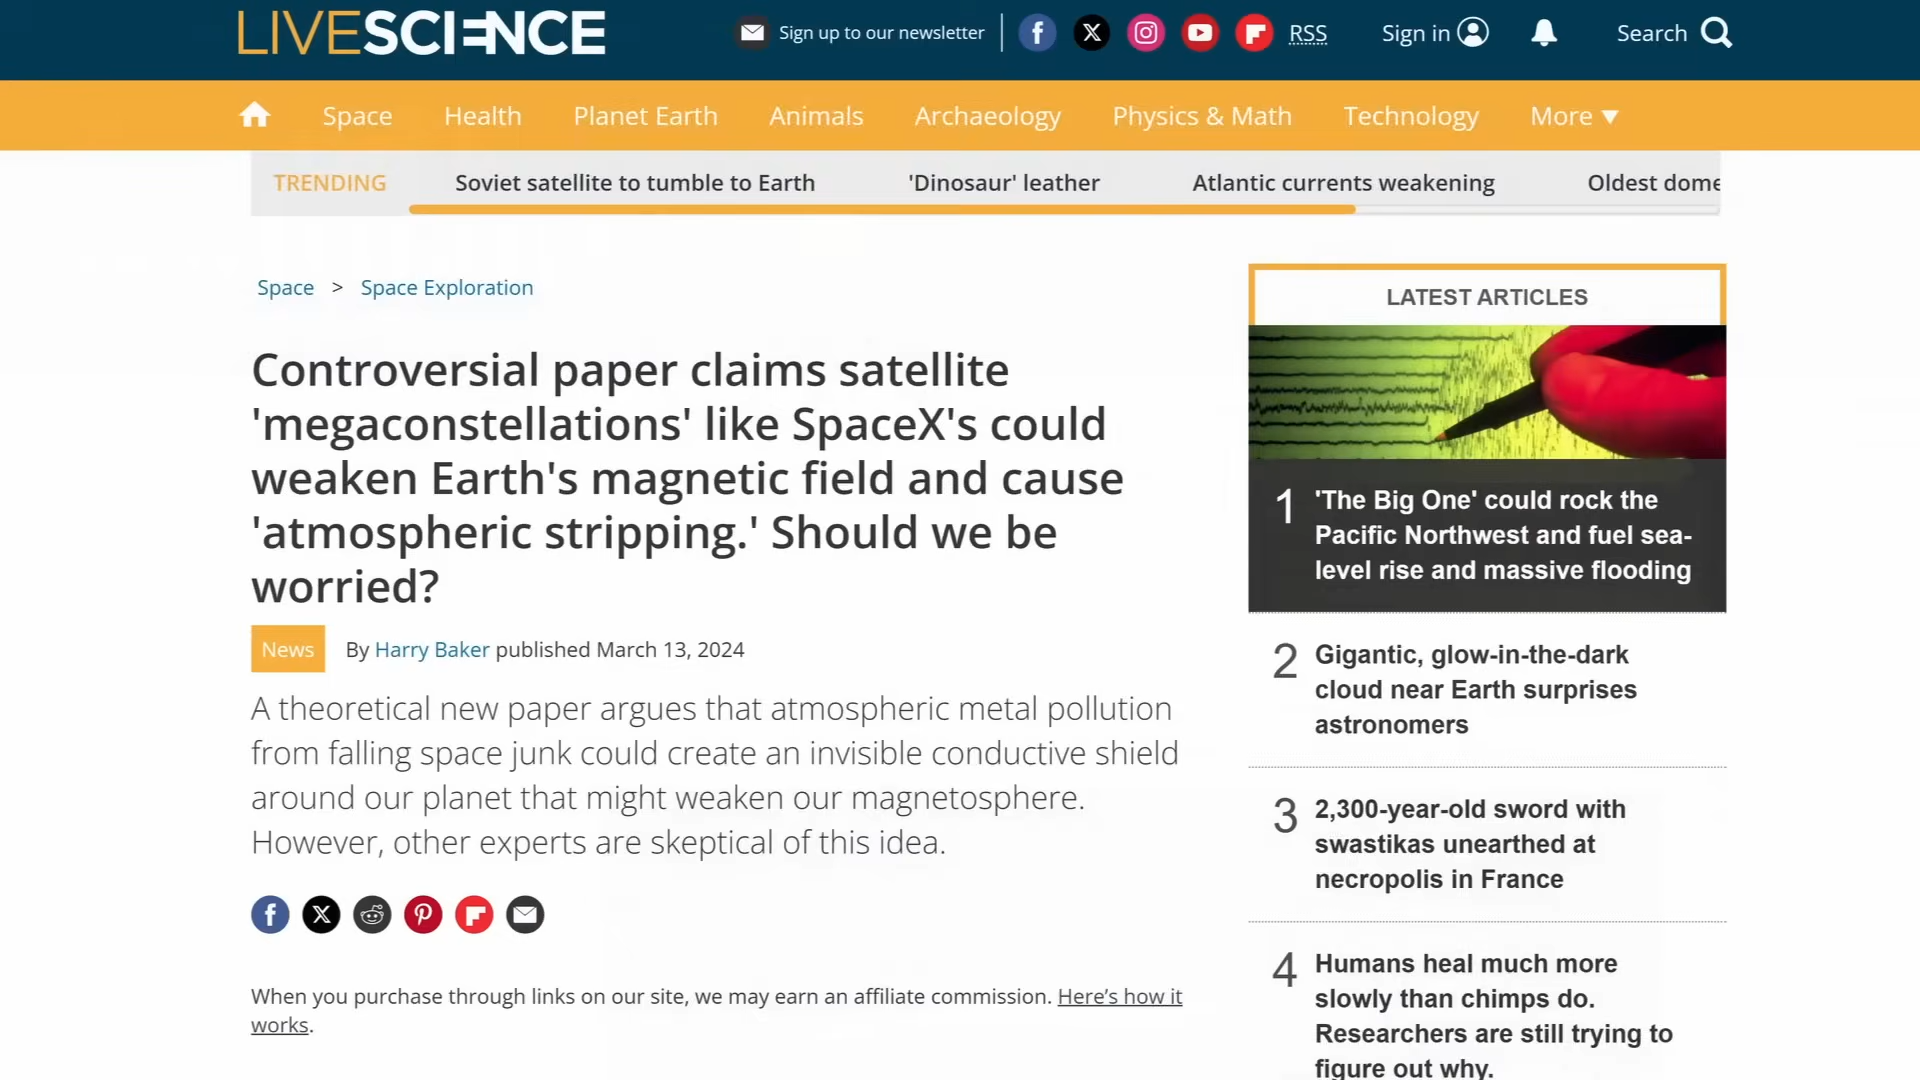 LIVESCIENCE
Sign up to our newsletter
RSS
Sign in
Search
Space Health Planet Earth Animals Archaeology Physics & Math Technology More ▼
TRENDING Soviet satellite to tumble to Earth 'Dinosaur' leather Atlantic currents weakening Oldest dome
Space > Space Exploration
Controversial paper claims satellite
'megaconstellations' like SpaceX's could
weaken Earth's magnetic field and cause
'atmospheric stripping.' Should we be
worried?
News By Harry Baker published March 13, 2024
A theoretical new paper argues that atmospheric metal pollution
from falling space junk could create an invisible conductive shield
around our planet that might weaken our magnetosphere.
However, other experts are skeptical of this idea.
When you purchase through links on our site, we may earn an affiliate commission. Here's how it
works.
LATEST ARTICLES
1 'The Big One' could rock the
Pacific Northwest and fuel sea-
level rise and massive flooding
2 Gigantic, glow-in-the-dark
cloud near Earth surprises
astronomers
3 2,300-year-old sword with
swastikas unearthed at
necropolis in France
4 Humans heal much more
slowly than chimps do.
Researchers are still trying to
figure out why.